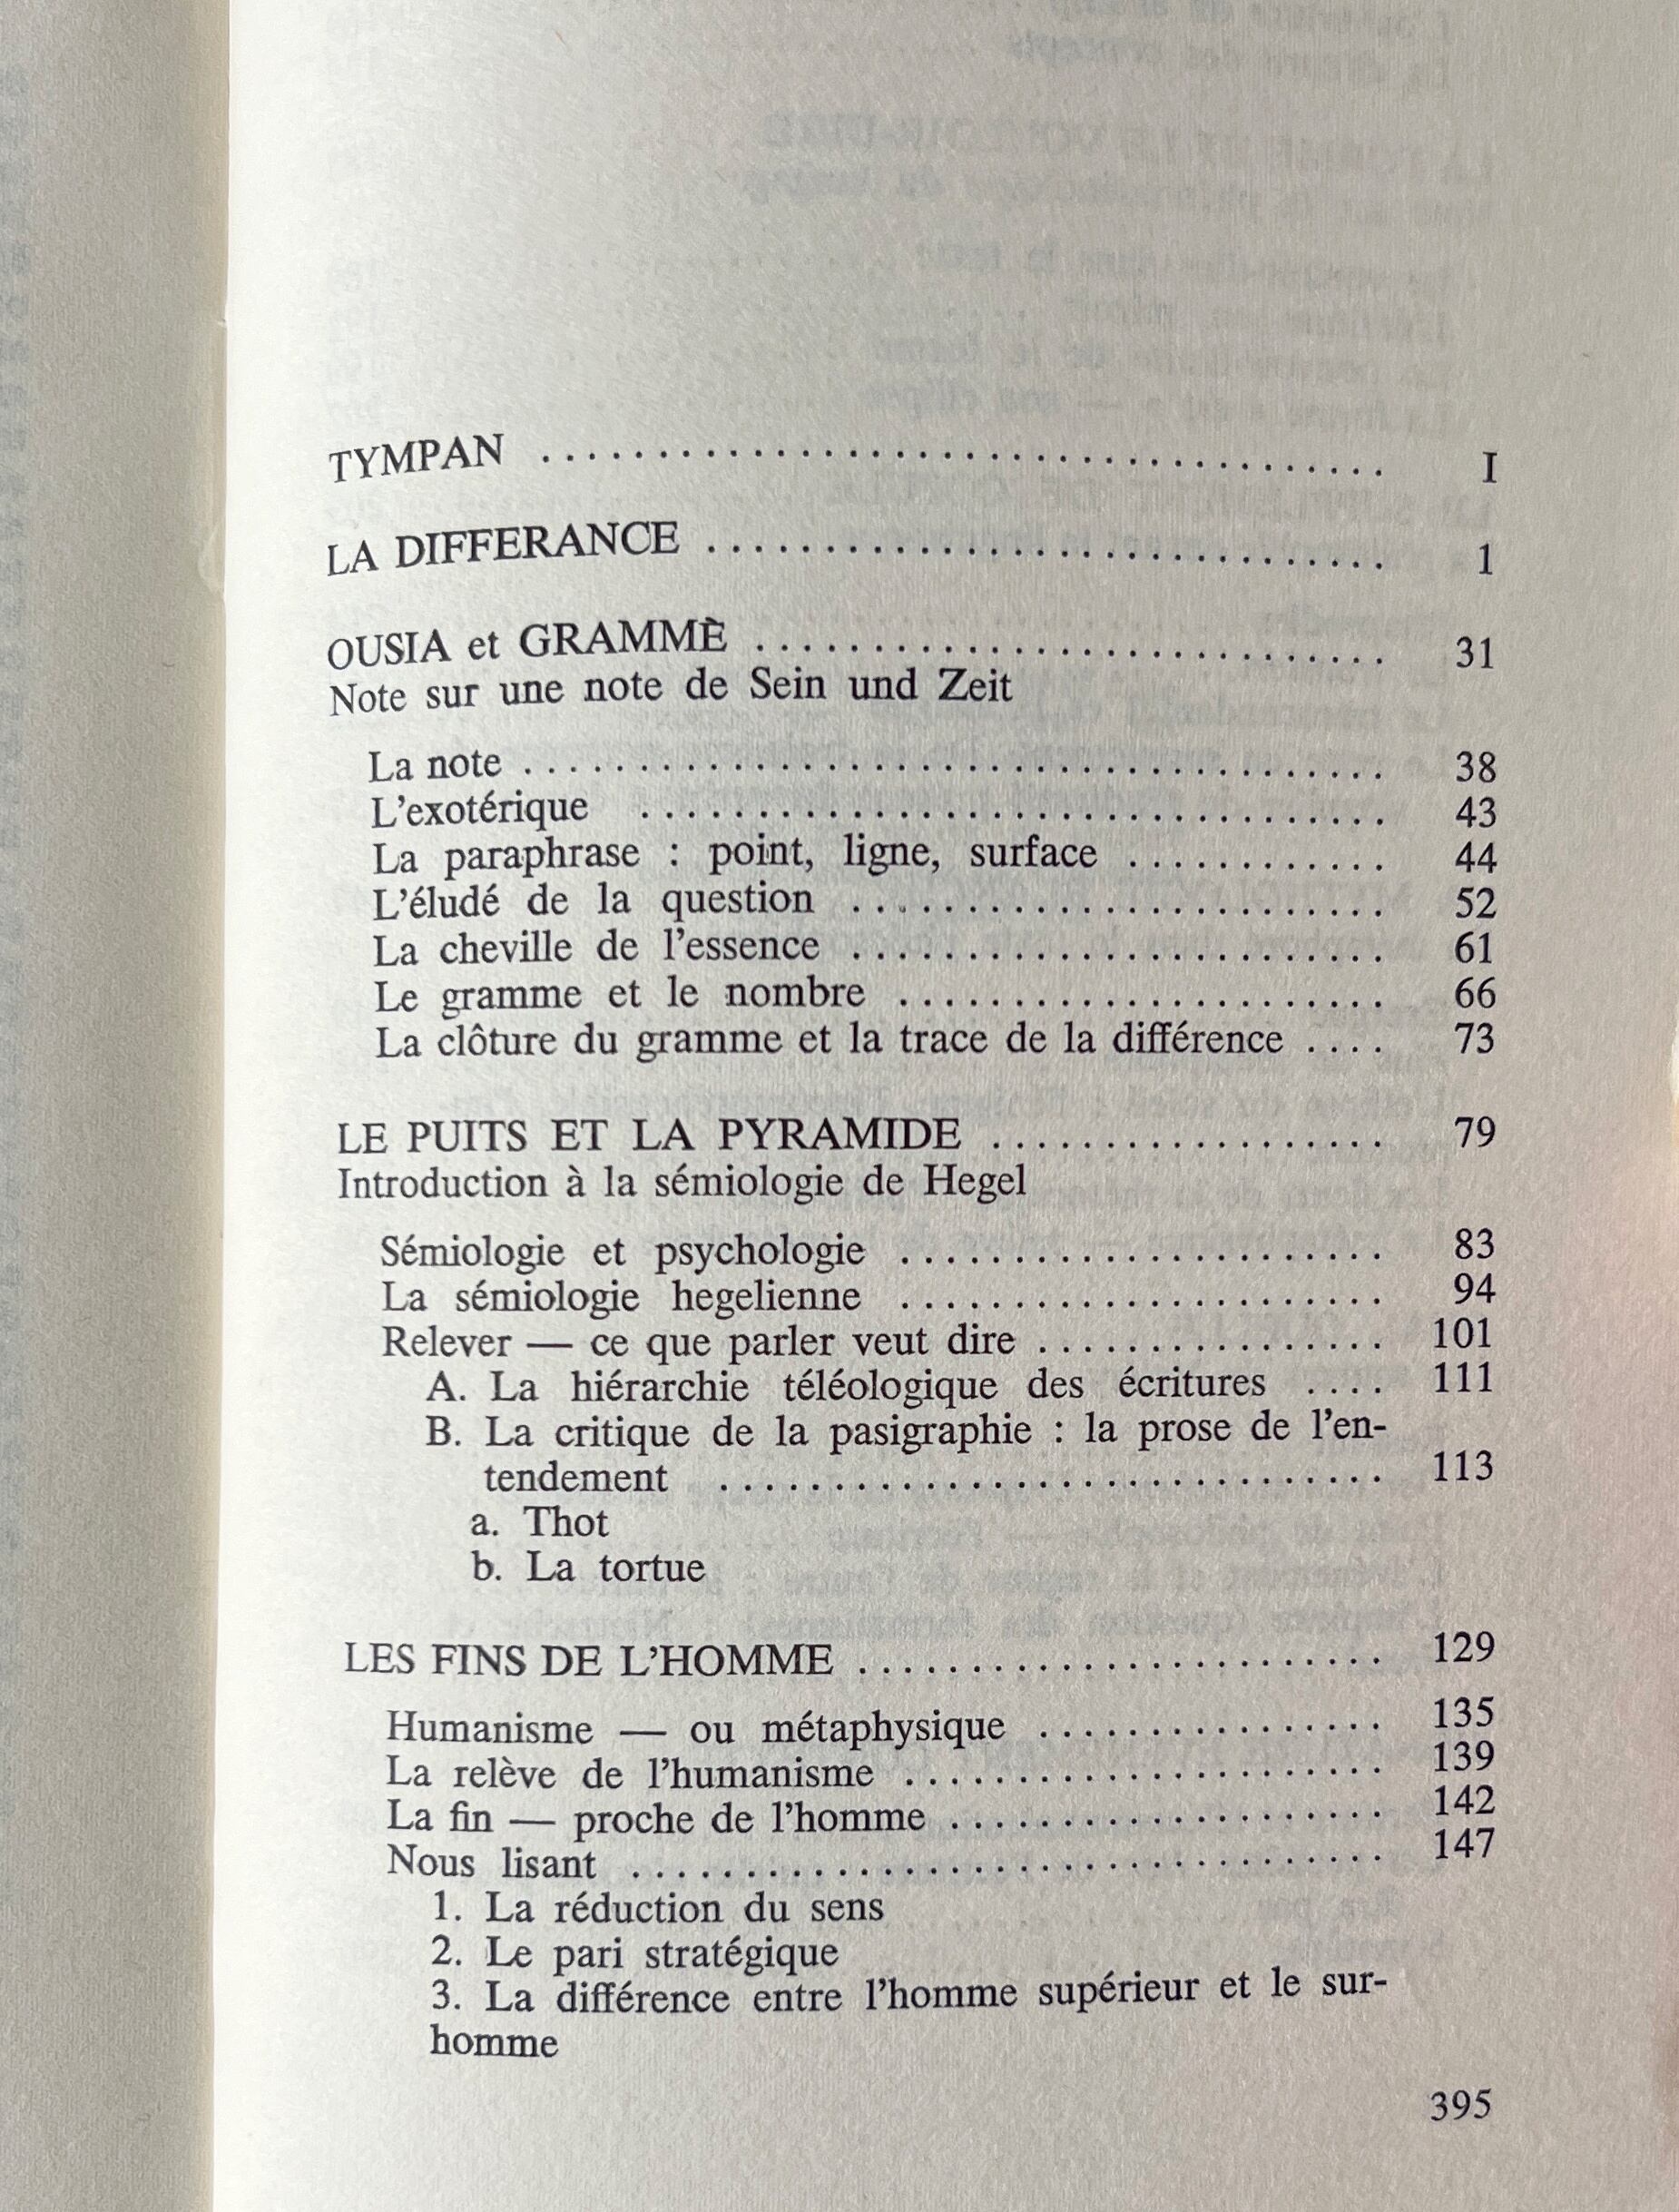 TYMPAN ..................................... I
LA DIFFERANCE .............................. 1
OUSIA et GRAMMÈ ............................ 31
Note sur une note de Sein und Zeit
La note ...................................... 38
L'exotérique ................................. 43
La paraphrase : point, ligne, surface ............ 44
L'éludé de la question ........................ 52
La cheville de l'essence ........................ 61
Le gramme et le nombre ...................... 66
La clôture du gramme et la trace de la différence .... 73
LE PUITS ET LA PYRAMIDE .................. 79
Introduction à la sémiologie de Hegel
Sémiologie et psychologie ...................... 83
La sémiologie hegelienne ...................... 94
Relever — ce que parler veut dire ................ 101
A. La hiérarchie téléologique des écritures .... 111
B. La critique de la pasigraphie : la prose de l'en-
tendement .............................. 113
a. Thot
b. La tortue
LES FINS DE L'HOMME ........................ 129
Humanisme — ou métaphysique ................ 135
La relève de l'humanisme ...................... 139
La fin — proche de l'homme .................... 142
Nous lisant .................................. 147
1. La réduction du sens
2. Le pari stratégique
3. La différence entre l'homme supérieur et le sur-
homme
395